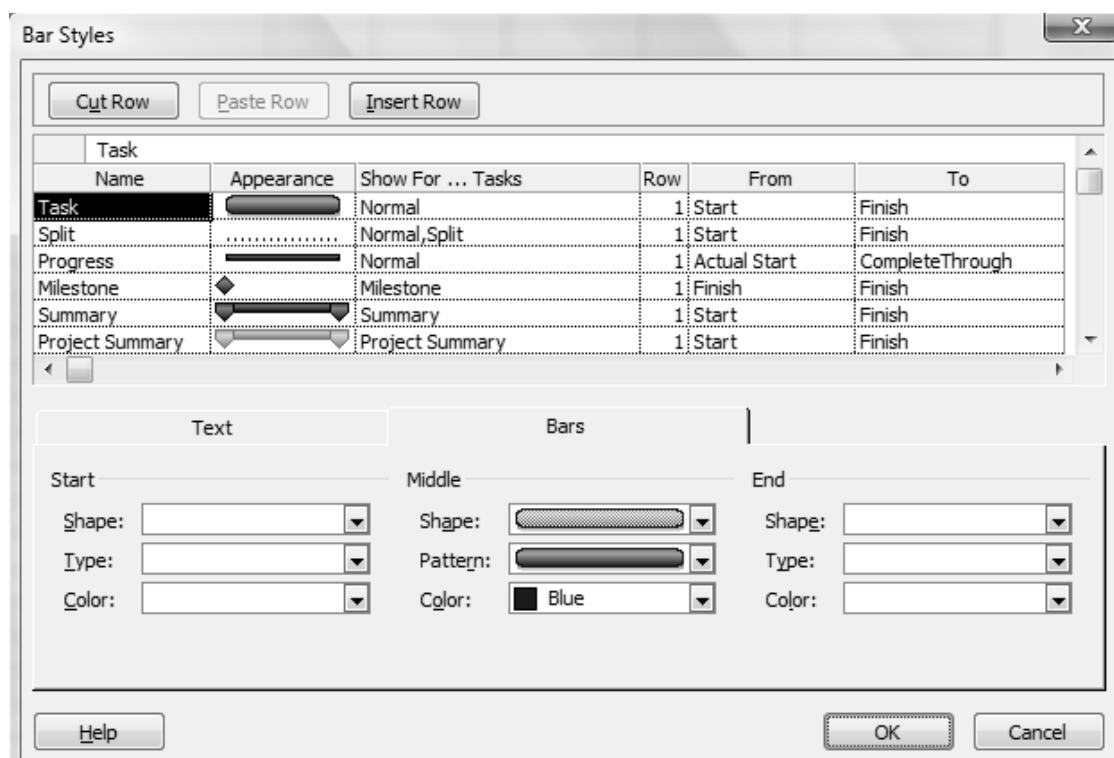 Bar Styles
X
Cut Row Paste Row Insert Row
Task
Name Appearance Show For ... Tasks Row From To
Task Normal 1 Start Finish
Split Normal,Split 1 Start Finish
Progress Normal 1 Actual Start CompleteThrough
Milestone Milestone 1 Finish Finish
Summary Summary 1 Start Finish
Project Summary Project Summary 1 Start Finish
Text Bars
Start Middle End
Shape: Shape: Shape:
Type: Pattern: Type:
Color: Color: Blue Color:
Help OK Cancel